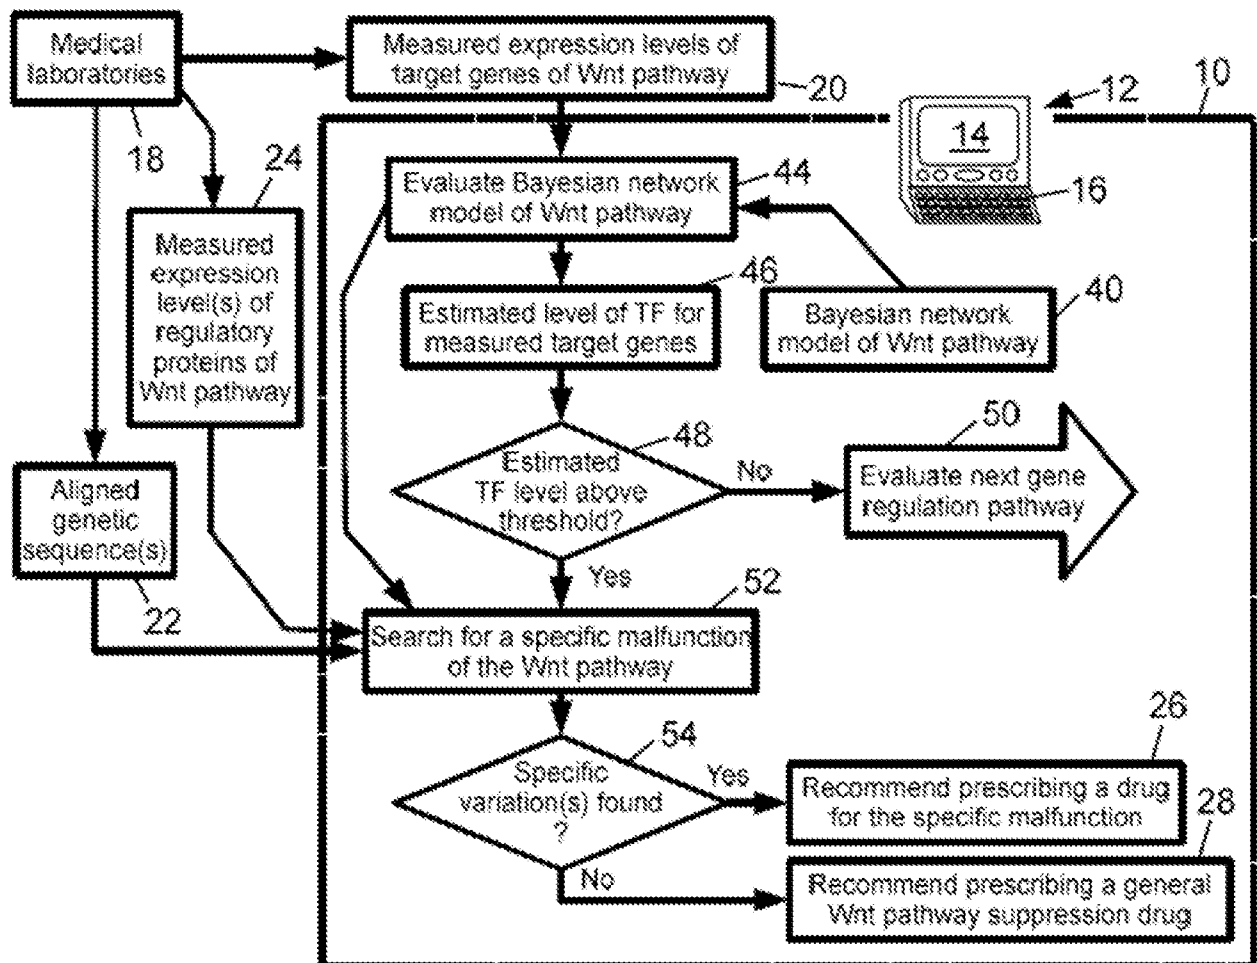 Medical
laboratories
18
Measured expression levels of
target genes of Wnt pathway
20
12
10
14
16
24
Measured
expression
level(s) of
regulatory
proteins of
Wnt pathway
Evaluate Bayesian network
model of Wnt pathway
44
46
Estimated level of TF for
measured target genes
40
Bayesian network
model of Wnt pathway
48
Estimated
TF level above
threshold?
No
50
Evaluate next gene
regulation pathway
Yes
Aligned
genetic
sequence(s)
22
52
Search for a specific malfunction
of the Wnt pathway
54
Specific
variation(s) found
?
Yes
26
Recommend prescribing a drug
for the specific malfunction
28
No
Recommend prescribing a general
Wnt pathway suppression drug